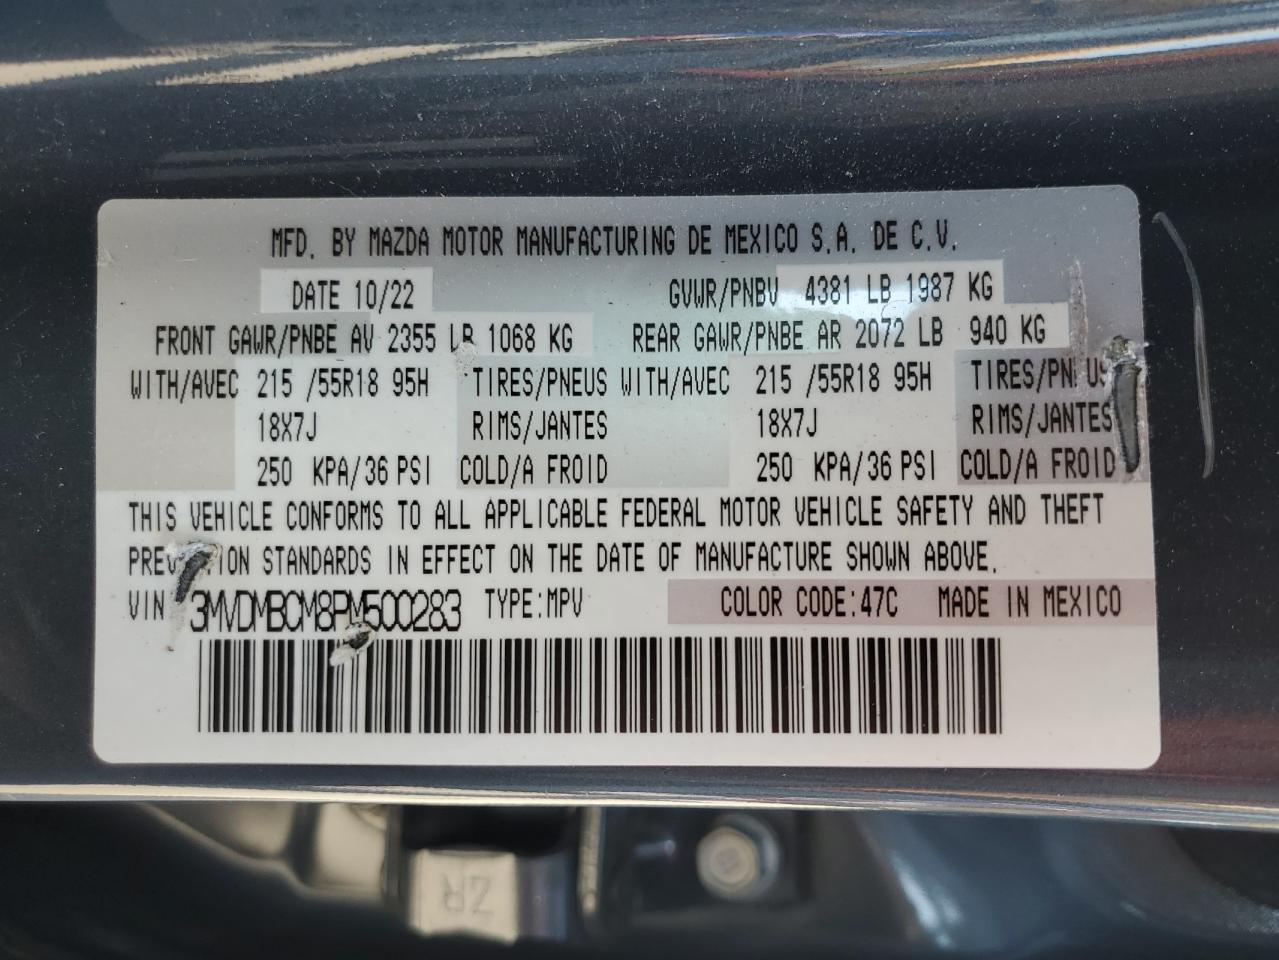 MFD. BY MAZDA MOTOR MANUFACTURING DE MEXICO S.A. DE C.V.
DATE 10/22 GVWR/PNBV 4381 LB 1987 KG
FRONT GAWR/PNBE AV 2355 LB 1068 KG REAR GAWR/PNBE AR 2072 LB 940 KG
WITH/AVEC 215 /55R18 95H TIRES/PNEUS WITH/AVEC 215 /55R18 95H TIRES/PNEUS
18X7J RIMS/JANTES 18X7J RIMS/JANTES
250 KPA/36 PSI COLD/A FROID 250 KPA/36 PSI COLD/A FROID
THIS VEHICLE CONFORMS TO ALL APPLICABLE FEDERAL MOTOR VEHICLE SAFETY AND THEFT
PREVENTION STANDARDS IN EFFECT ON THE DATE OF MANUFACTURE SHOWN ABOVE.
VIN 3MVDMBCM8PM500283 TYPE:MPV COLOR CODE:47C MADE IN MEXICO
ZR